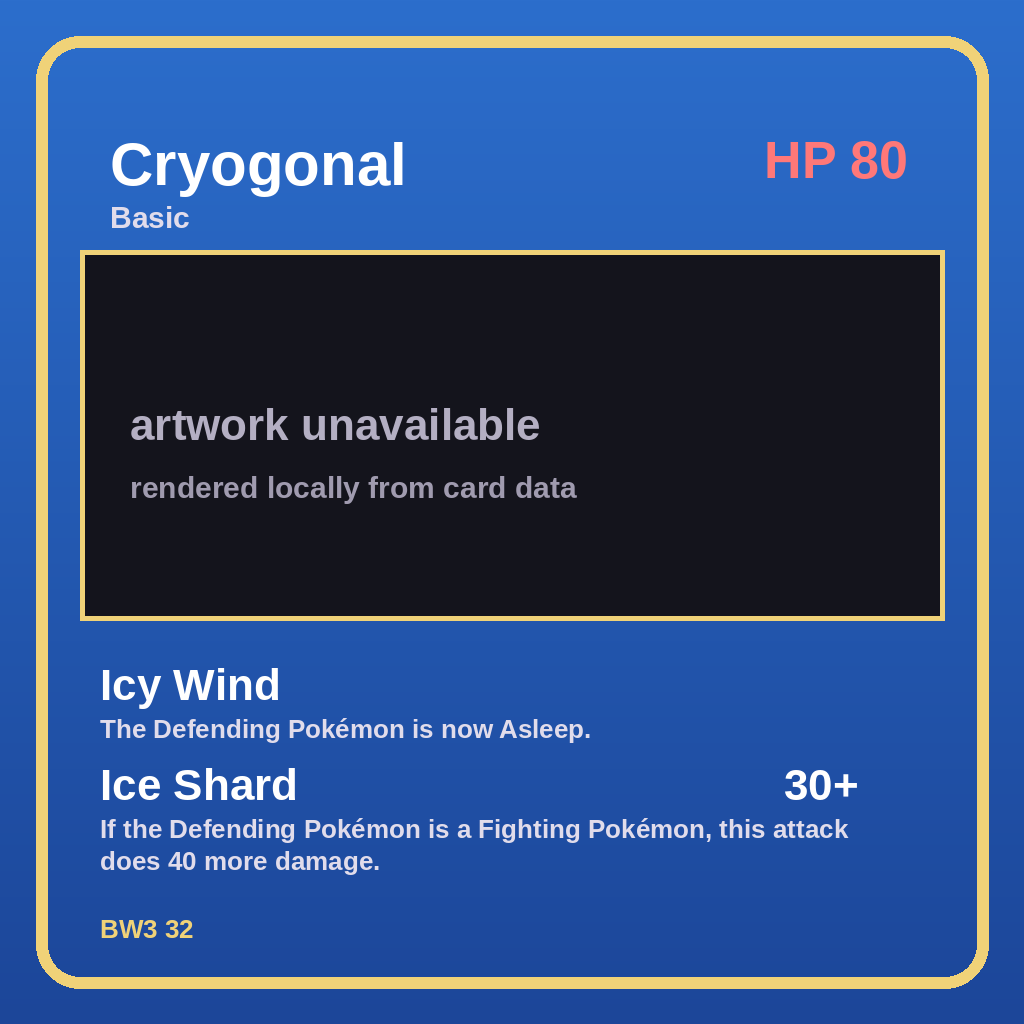 Cryogonal
HP 80
Basic
artwork unavailable
rendered locally from card data
Icy Wind
The Defending Pokémon is now Asleep.
Ice Shard
30+
If the Defending Pokémon is a Fighting Pokémon, this attack
does 40 more damage.
BW3 32